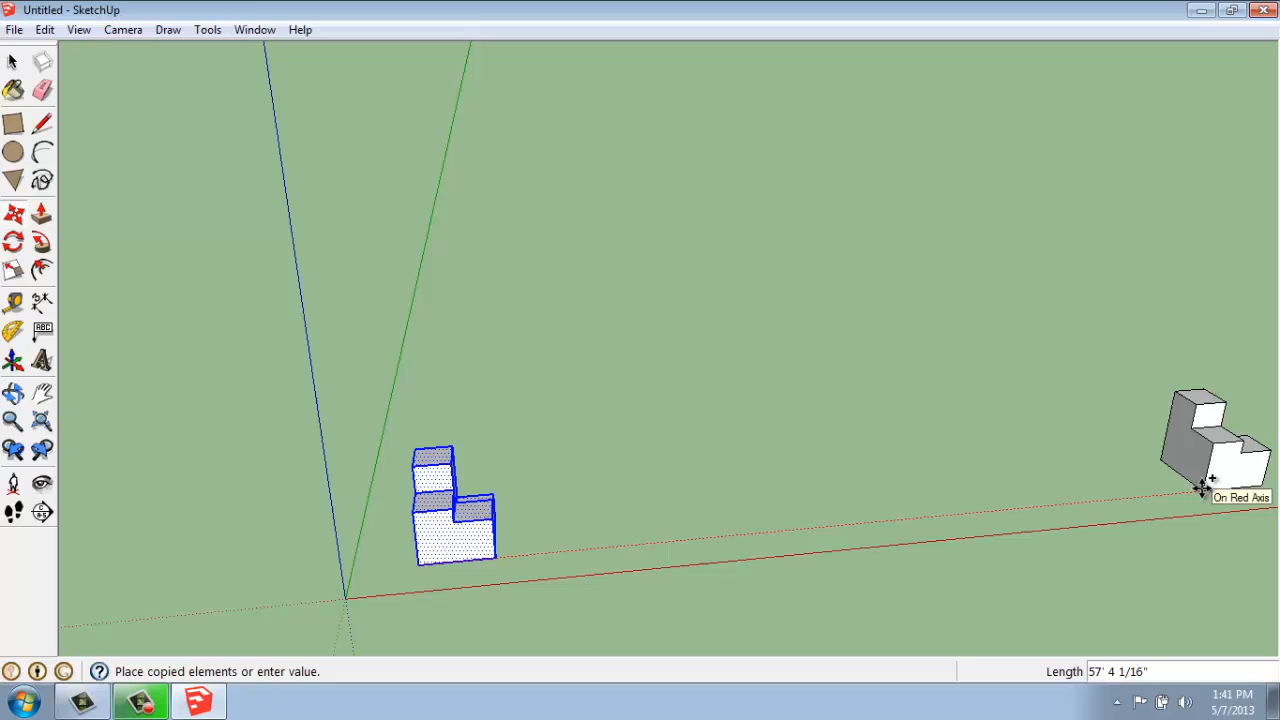 Untitled - SketchUp
File Edit View Camera Draw Tools Window Help
ABC
On Red Axis
Place copied elements or enter value.
Length 57' 4 1/16"
1:41 PM
5/7/2013